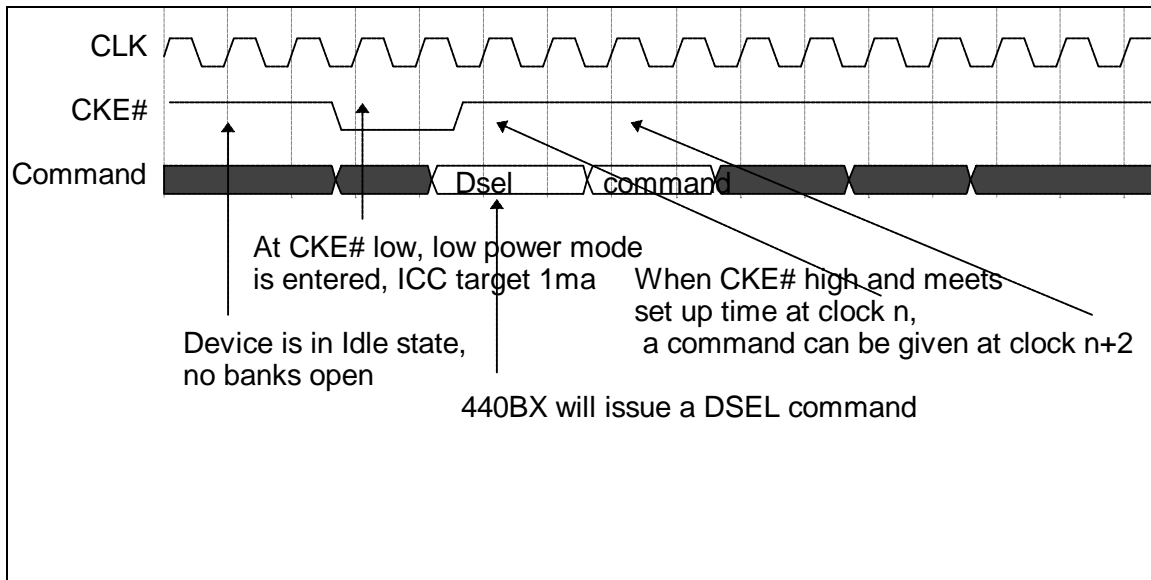 CLK
CKE#
Command
Dsel
command
At CKE# low, low power mode
is entered, ICC target 1ma
When CKE# high and meets
set up time at clock n,
a command can be given at clock n+2
Device is in Idle state,
no banks open
440BX will issue a DSEL command